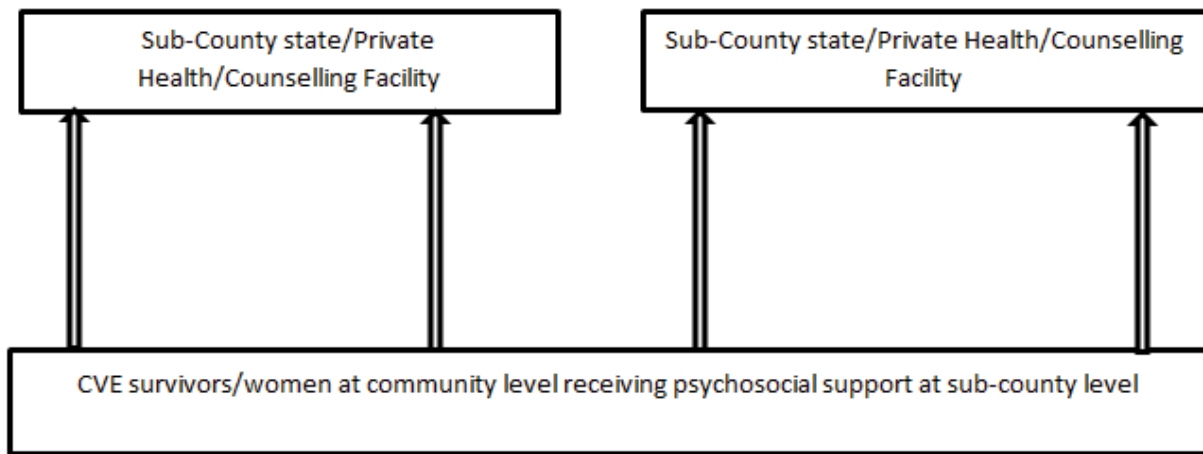 Sub-County state/Private
Health/Counselling Facility
Sub-County state/Private Health/Counselling
Facility
CVE survivors/women at community level receiving psychosocial support at sub-county level